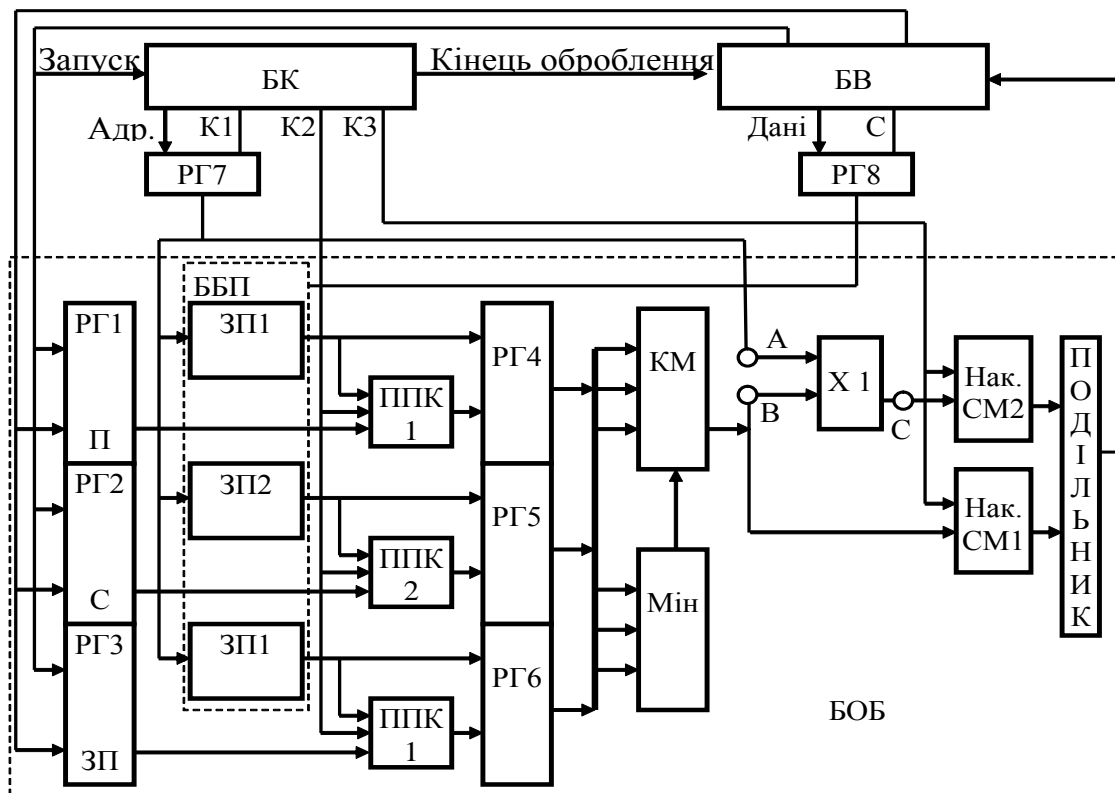 Запуск
БК
Кінець оброблення
БВ
Адр.
К1
К2
К3
Дані
С
РГ7
РГ8
ББП
РГ1
П
ЗП1
ППК
1
РГ4
КМ
А
В
Х 1
С
Нак.
СМ2
ПОДІЛЬНИК
РГ2
С
ЗП2
ППК
2
РГ5
Мін
Нак.
СМ1
РГ3
ЗП
ЗП1
ППК
1
РГ6
БОБ